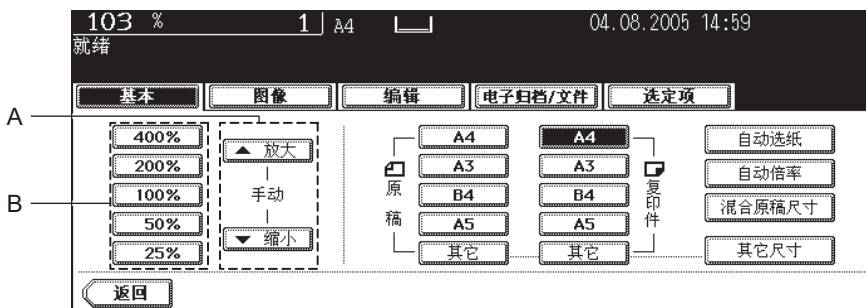 103 % 1 A4 04.08.2005 14:59
就绪
基本 图像 编辑 电子归档/文件 选定项
A
B
400%
200%
100%
50%
25%
▲ 放大
手动
▼ 缩小
原稿
A4
A3
B4
A5
其它
A4
A3
B4
A5
其它
复印件
自动选纸
自动倍率
混合原稿尺寸
其它尺寸
返回